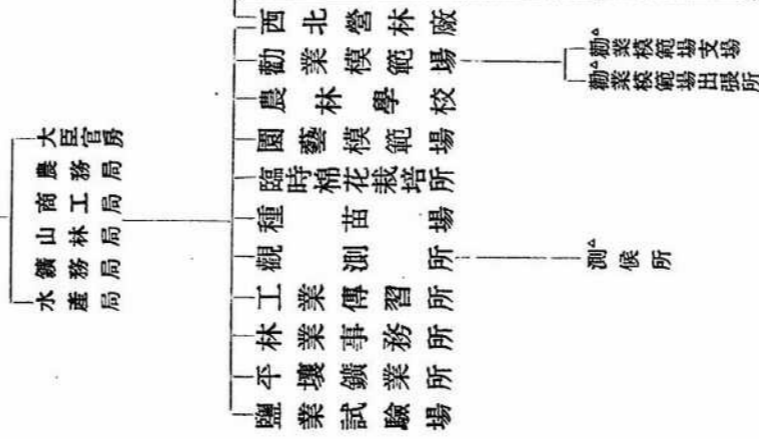 大臣官房
農務局
商工局
山林局
鑛務局
水產局
西北營林廠
勸業模範場
△勸業模範場支場
△勸業模範場出張所
農林學校
園藝模範場
臨時棉花栽培所
種苗場
觀測所
△測候所
工業傳習所
林業事務所
平壤鑛業所
鹽業試驗場